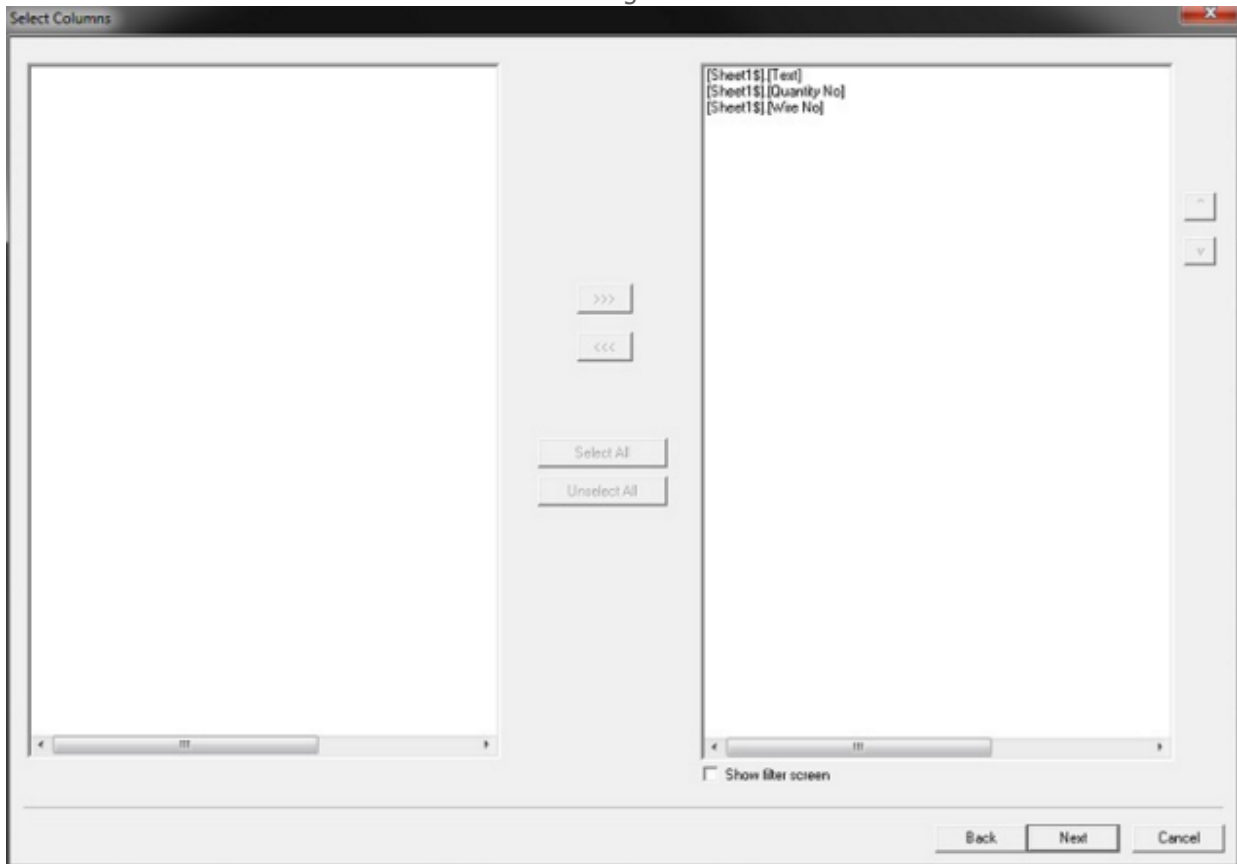 Select Columns
[Sheet1$].[Text]
[Sheet1$].[Quantity No]
[Sheet1$].[Wire No]
^
v
>>>
<<<
Select All
Unselect All
Show filter screen
Back Next Cancel